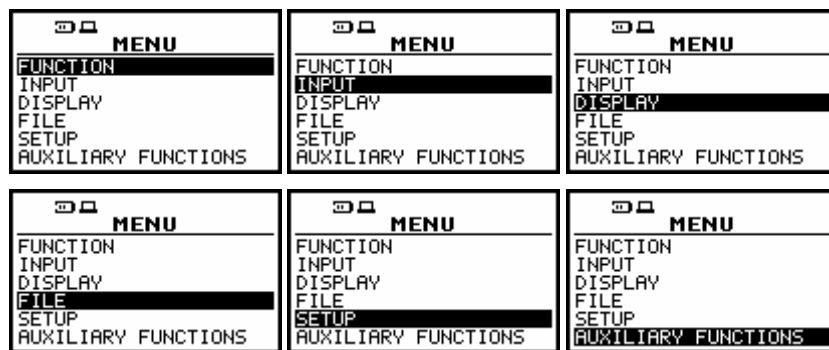 MENU
FUNCTION
INPUT
DISPLAY
FILE
SETUP
AUXILIARY FUNCTIONS
MENU
FUNCTION
INPUT
DISPLAY
FILE
SETUP
AUXILIARY FUNCTIONS
MENU
FUNCTION
INPUT
DISPLAY
FILE
SETUP
AUXILIARY FUNCTIONS
MENU
FUNCTION
INPUT
DISPLAY
FILE
SETUP
AUXILIARY FUNCTIONS
MENU
FUNCTION
INPUT
DISPLAY
FILE
SETUP
AUXILIARY FUNCTIONS
MENU
FUNCTION
INPUT
DISPLAY
FILE
SETUP
AUXILIARY FUNCTIONS